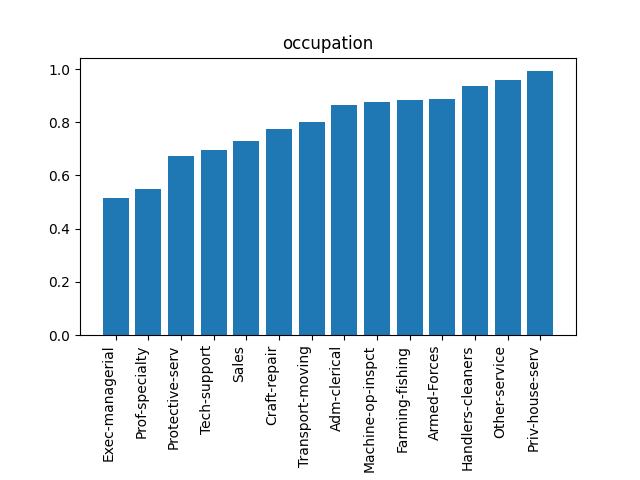 occupation
1.0
0.8
0.6
0.4
0.2
0.0
Exec-managerial
Prof-specialty
Protective-serv
Tech-support
Sales
Craft-repair
Transport-moving
Adm-clerical
Machine-op-inspct
Farming-fishing
Armed-Forces
Handlers-cleaners
Other-service
Priv-house-serv